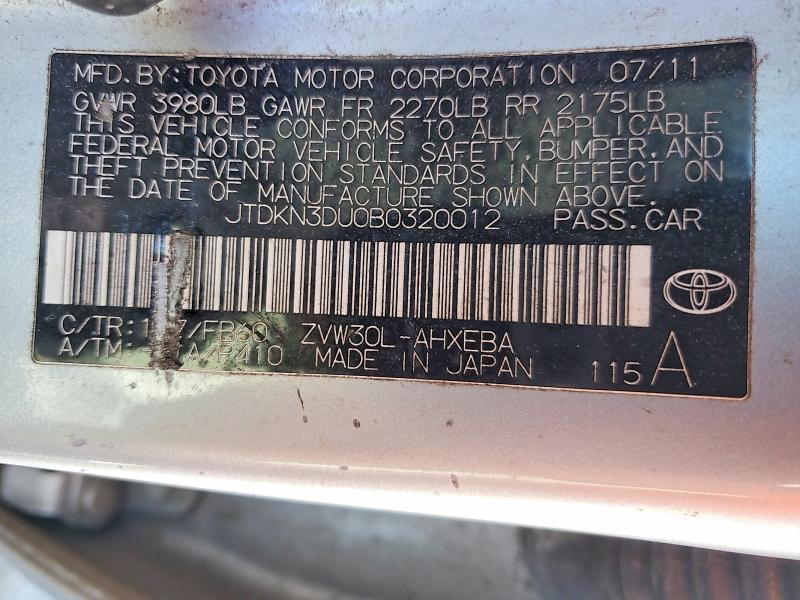 MFD. BY: TOYOTA MOTOR CORPORATION 07/11
GVWR 3980LB GAWR FR 2270LB RR 2175LB
THIS VEHICLE CONFORMS TO ALL APPLICABLE
FEDERAL MOTOR VEHICLE SAFETY, BUMPER, AND
THEFT PREVENTION STANDARDS IN EFFECT ON
THE DATE OF MANUFACTURE SHOWN ABOVE.
JTDKN3DU0B0320012 PASS. CAR
C/TR: ZVW30L-AHXEBA
A/TM MADE IN JAPAN 115 A